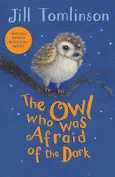 Jill Tomlinson
The OWL
who was
AFRAID
of the DARK